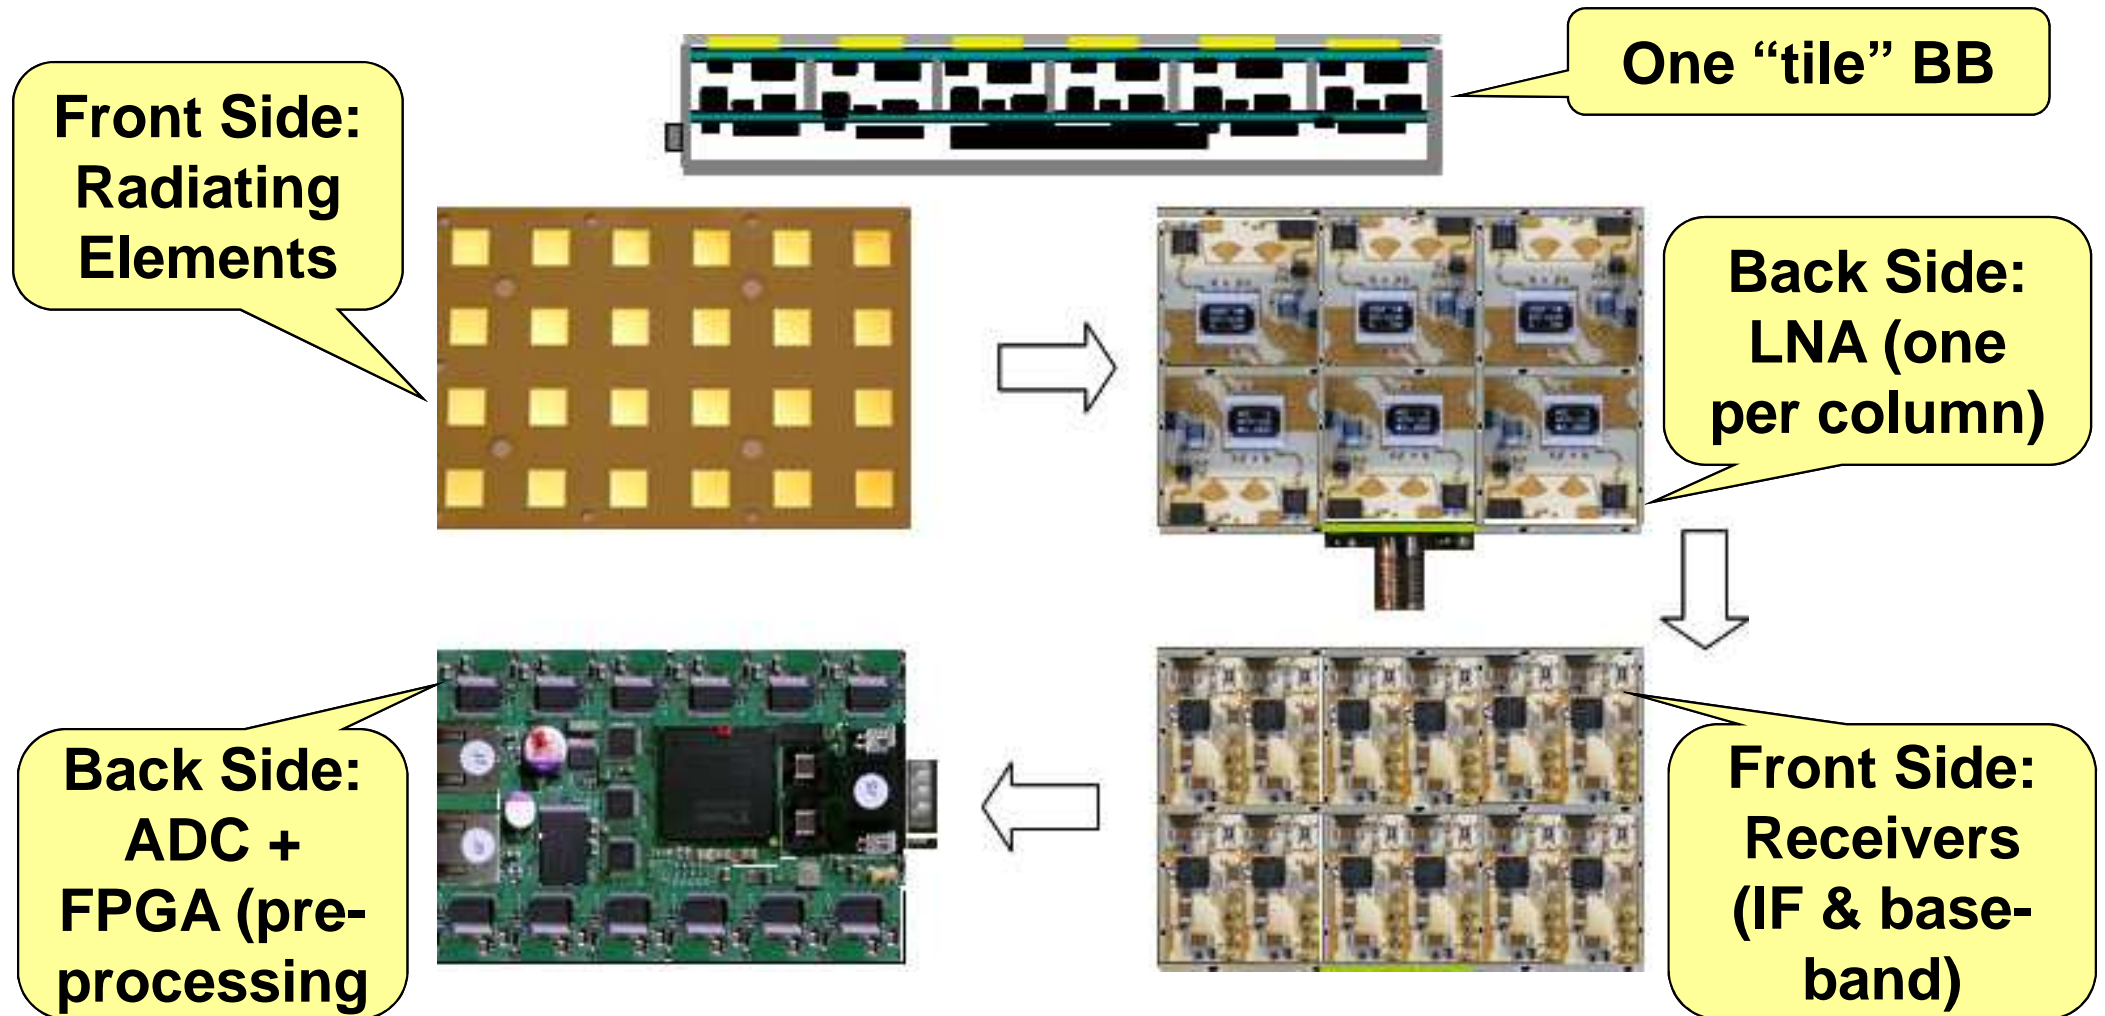 One “tile” BB
Front Side:
Radiating
Elements
Back Side:
LNA (one
per column)
Back Side:
ADC +
FPGA (pre-
processing
Front Side:
Receivers
(IF & base-
band)